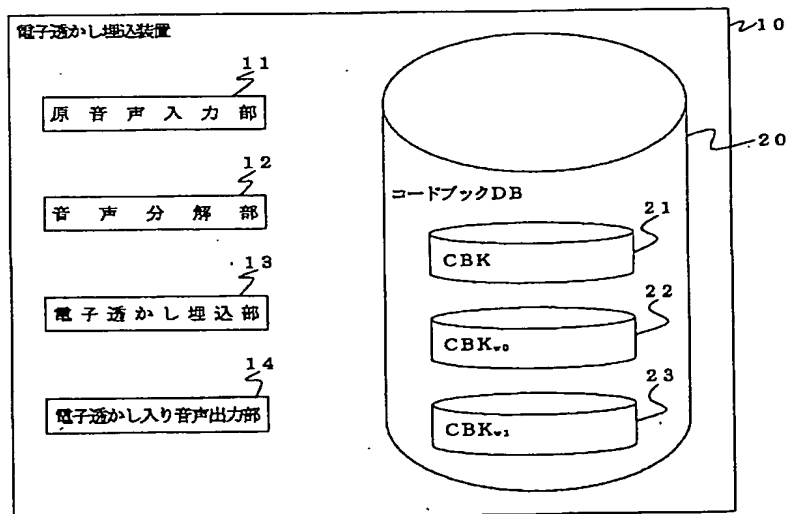 電子透かし埋込装置
10
11
原音声入力部
12
音声分解部
13
電子透かし埋込部
14
電子透かし入り音声出力部
20
コードブックDB
21
CBK
22
CBKw0
23
CBKw1